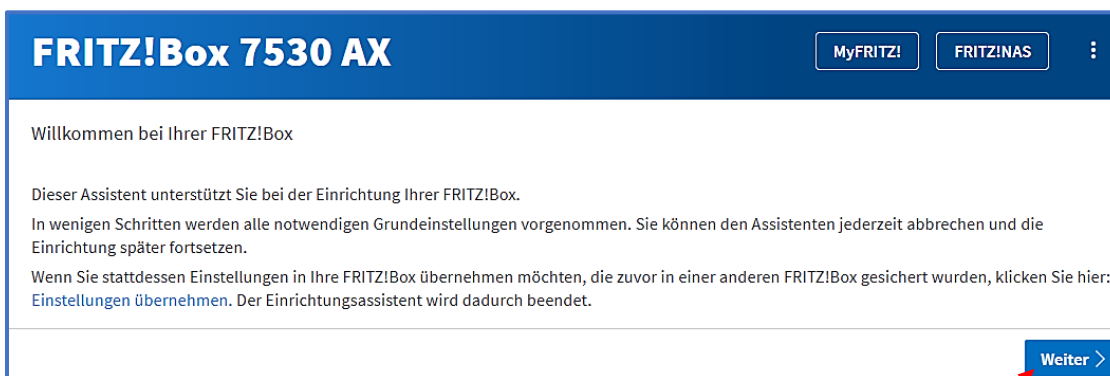 FRITZ!Box 7530 AX
MyFRITZ!
FRITZ!NAS
Willkommen bei Ihrer FRITZ!Box
Dieser Assistent unterstützt Sie bei der Einrichtung Ihrer FRITZ!Box.
In wenigen Schritten werden alle notwendigen Grundeinstellungen vorgenommen. Sie können den Assistenten jederzeit abbrechen und die
Einrichtung später fortsetzen.
Wenn Sie stattdessen Einstellungen in Ihre FRITZ!Box übernehmen möchten, die zuvor in einer anderen FRITZ!Box gesichert wurden, klicken Sie hier:
Einstellungen übernehmen. Der Einrichtungsassistent wird dadurch beendet.
Weiter